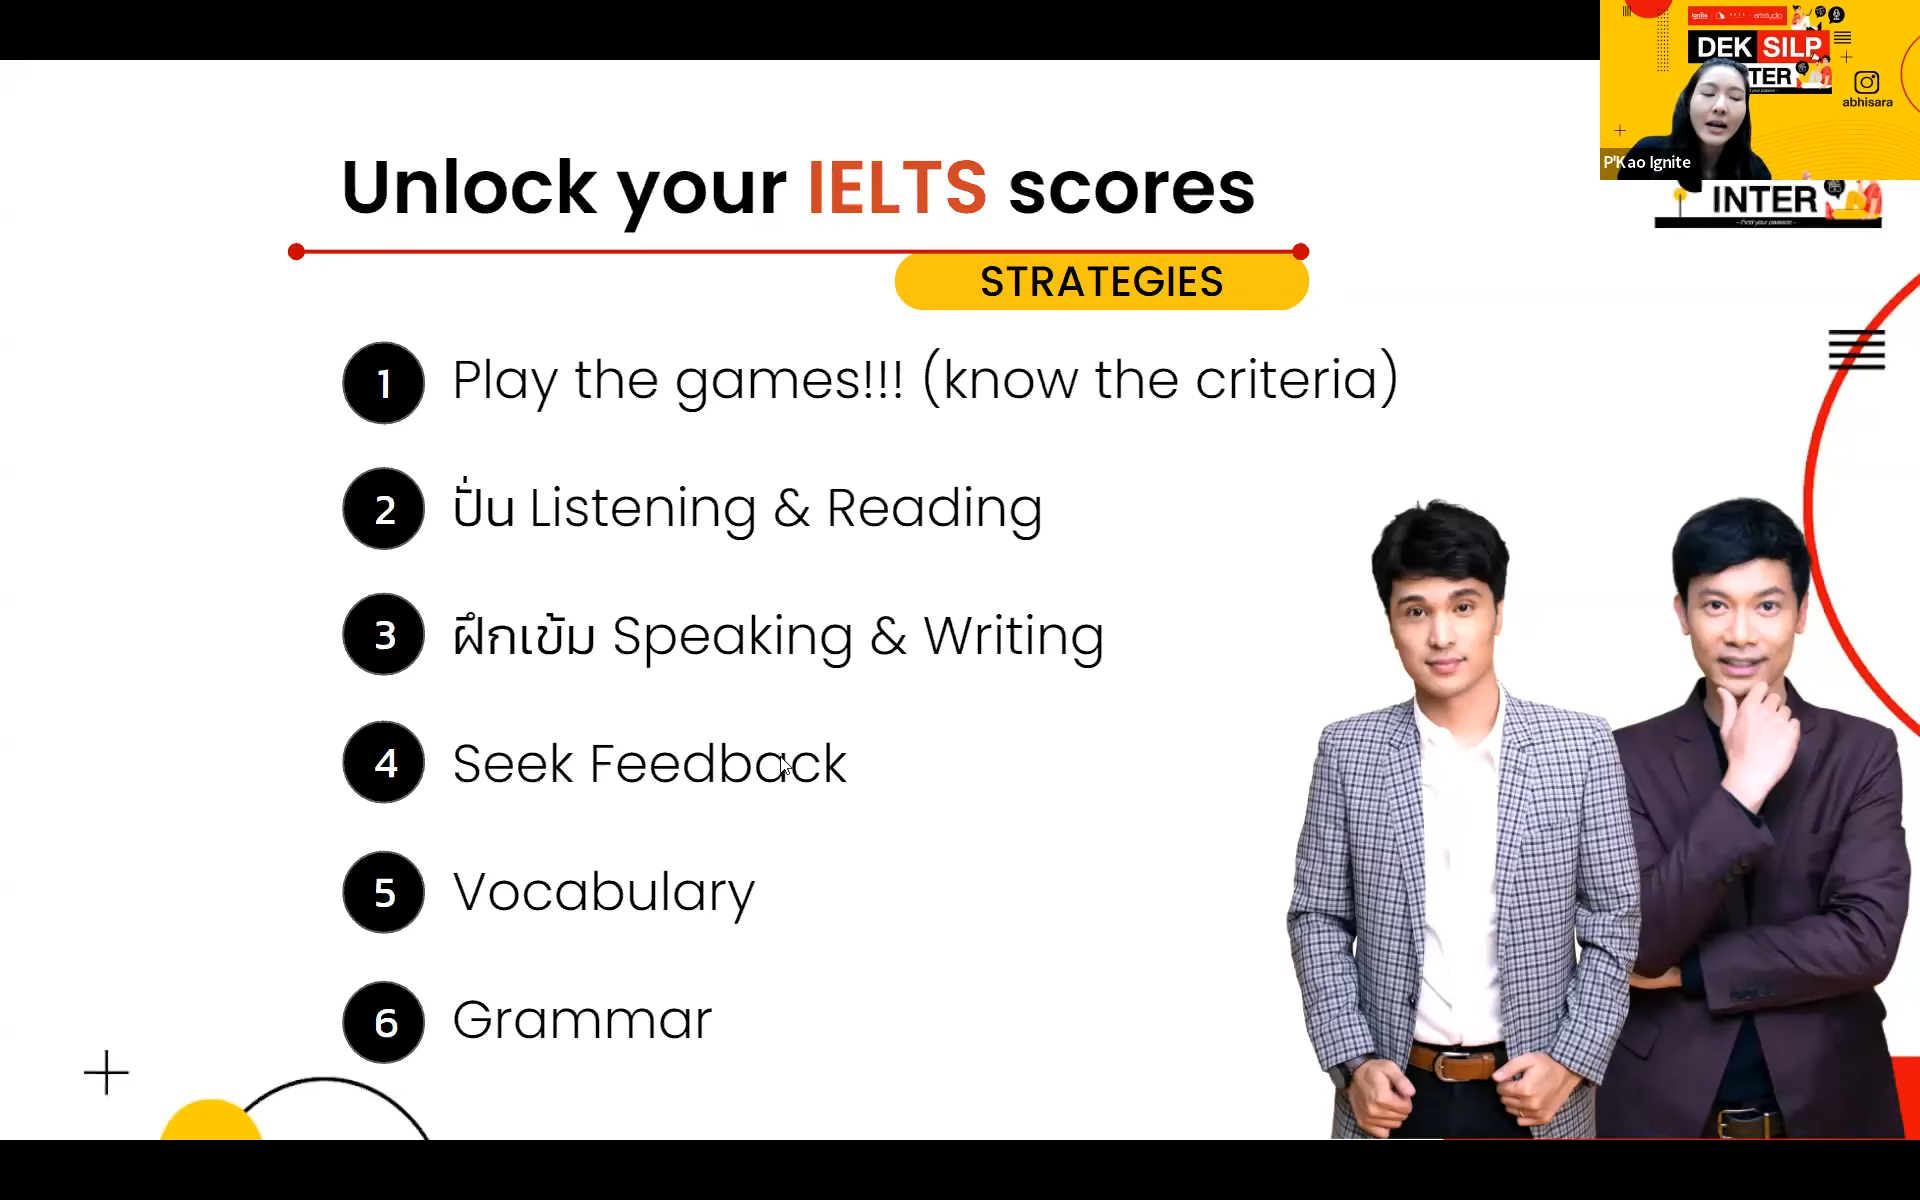 Unlock your IELTS scores
STRATEGIES
1 Play the games!!! (know the criteria)
2 ปั่น Listening & Reading
3 ฝึกเข้ม Speaking & Writing
4 Seek Feedback
5 Vocabulary
6 Grammar
ignite artstudio
DEK SILP
TER
abhisara
P'Kao Ignite
INTER